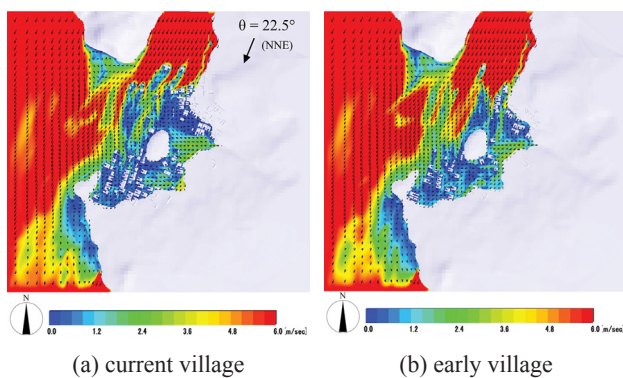 θ = 22.5°
(NNE)
N
0.0 1.2 2.4 3.6 4.8 6.0 [m/sec]
N
0.0 1.2 2.4 3.6 4.8 6.0 [m/sec]
(a) current village
(b) early village